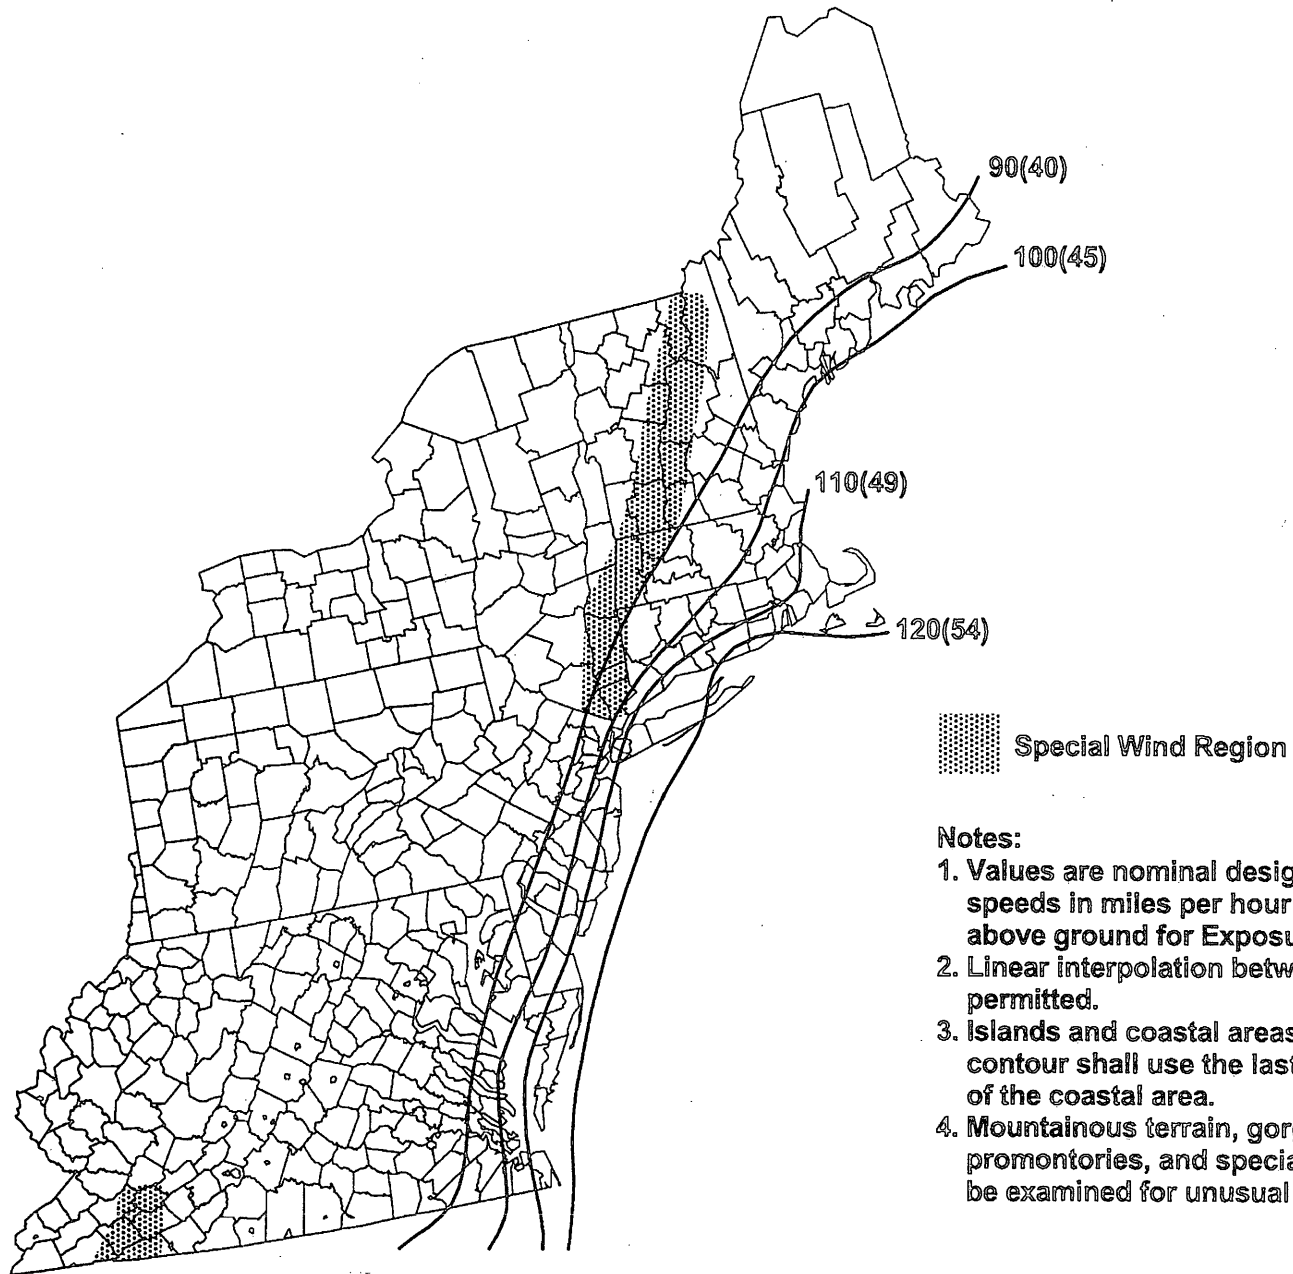 90(40)
100(45)
110(49)
120(54)
Special Wind Region
Notes:
1. Values are nominal desig
speeds in miles per hour
above ground for Exposu
2. Linear interpolation betw
permitted.
3. Islands and coastal areas
contour shall use the last
of the coastal area.
4. Mountainous terrain, gorg
promontories, and specia
be examined for unusual